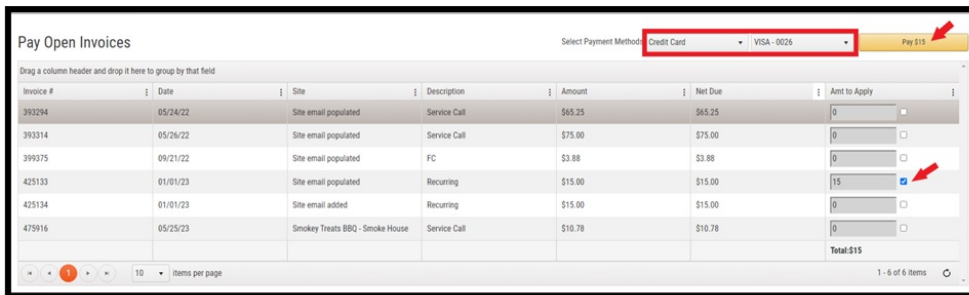 Pay Open Invoices Select Payment Methods Credit Card VISA - 0026 Pay $15
Drag a column header and drop it here to group by that field
Invoice # Date Site Description Amount Net Due Amt to Apply
393294 05/24/22 Site email populated Service Call $65.25 $65.25 0
393314 05/26/22 Site email populated Service Call $75.00 $75.00 0
399375 09/21/22 Site email populated FC $3.88 $3.88 0
425133 01/01/23 Site email populated Recurring $15.00 $15.00 15
425134 01/01/23 Site email added Recurring $15.00 $15.00 0
475916 05/25/23 Smokey Treats BBQ - Smoke House Service Call $10.78 $10.78 0
Total:$15
1 10 items per page 1 - 6 of 6 items